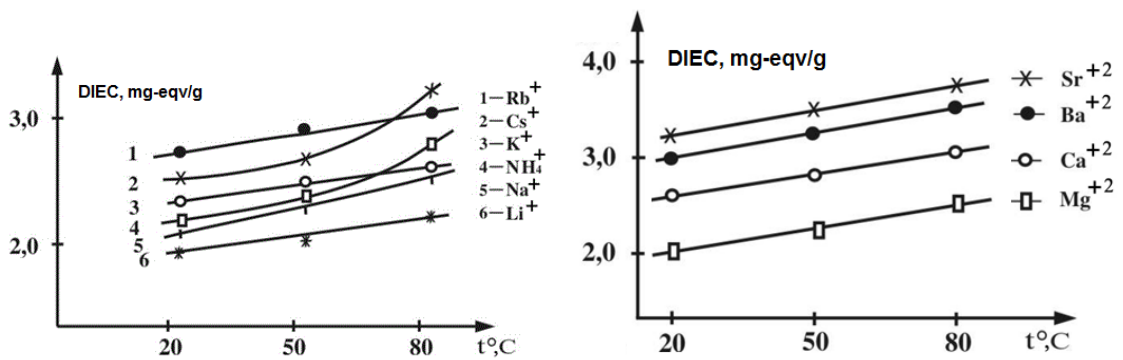 DIEC, mg-eqv/g
3,0
2,0
1
2
3
4
5
6
1–Rb+
2–Cs+
3–K+
4–NH4+
5–Na+
6–Li+
20
50
80
t°,C
DIEC, mg-eqv/g
4,0
3,0
2,0
Sr+2
Ba+2
Ca+2
Mg+2
20
50
80
t°,C